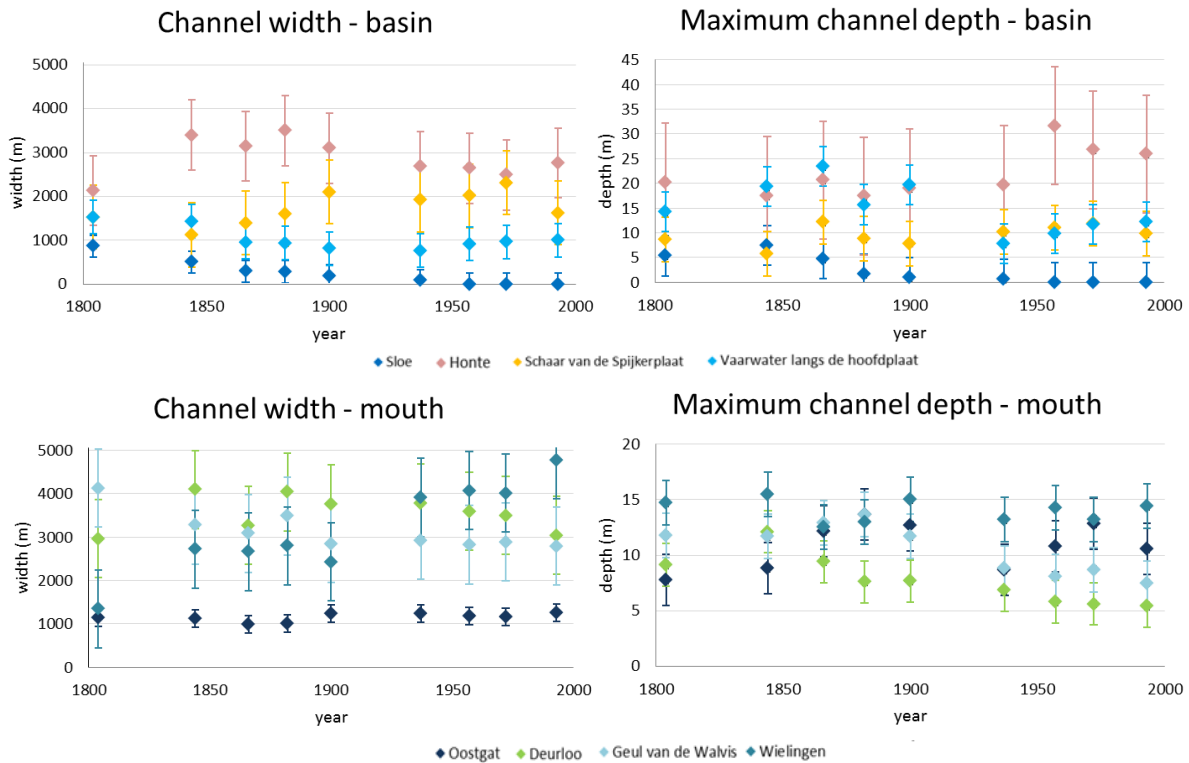 Channel width - basin
Maximum channel depth - basin
width (m)
5000
4000
3000
2000
1000
0
1800
1850
1900
1950
2000
year
depth (m)
45
40
35
30
25
20
15
10
5
0
1800
1850
1900
1950
2000
year
Sloe
Honte
Schaar van de Spijkerplaat
Vaarwater langs de hoofdplaat
Channel width - mouth
Maximum channel depth - mouth
width (m)
5000
4000
3000
2000
1000
0
1800
1850
1900
1950
2000
year
depth (m)
20
15
10
5
0
1800
1850
1900
1950
2000
year
Oostgat
Deurloo
Geul van de Walvis
Wielingen